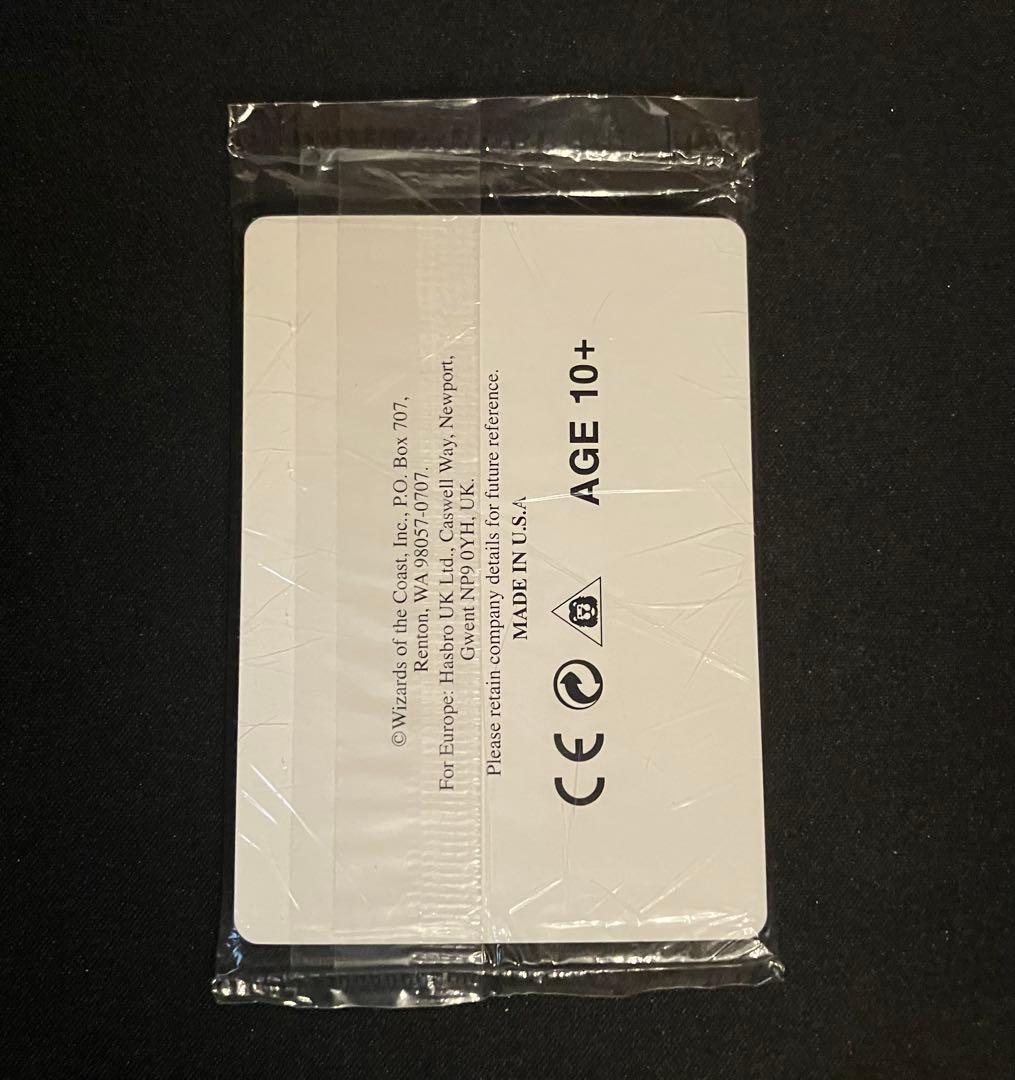 ©Wizards of the Coast, Inc., P.O. Box 707,
Renton, WA 98057-0707.
For Europe: Hasbro UK Ltd., Caswell Way, Newport,
Gwent NP9 0YH, UK.
Please retain company details for future reference.
MADE IN U.S.A
CE AGE 10+